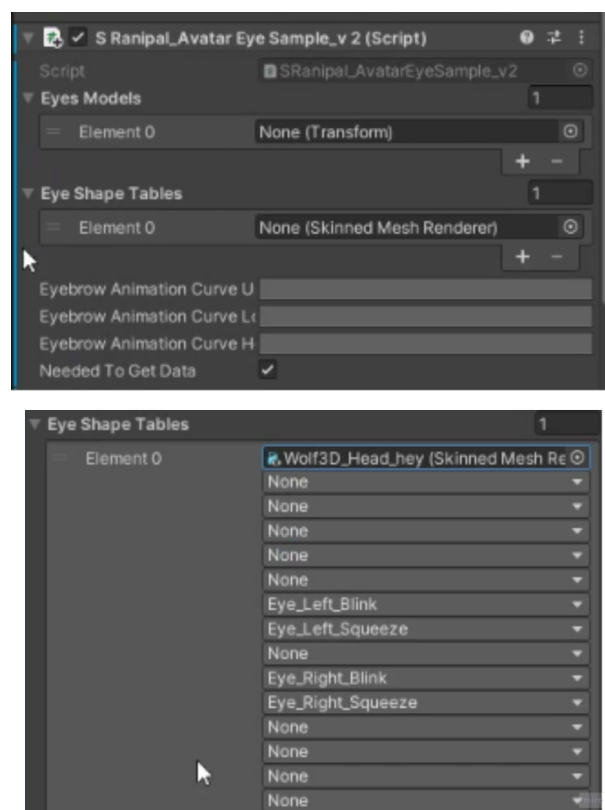 S Ranipal_Avatar Eye Sample_v 2 (Script)
Script SRanipal_AvatarEyeSample_v2
Eyes Models 1
Element 0 None (Transform)
+ -
Eye Shape Tables 1
Element 0 None (Skinned Mesh Renderer)
+ -
Eyebrow Animation Curve U
Eyebrow Animation Curve Lo
Eyebrow Animation Curve H
Needed To Get Data
Eye Shape Tables 1
Element 0 Wolf3D_Head_hey (Skinned Mesh Re
None
None
None
None
None
Eye_Left_Blink
Eye_Left_Squeeze
None
Eye_Right_Blink
Eye_Right_Squeeze
None
None
None
None